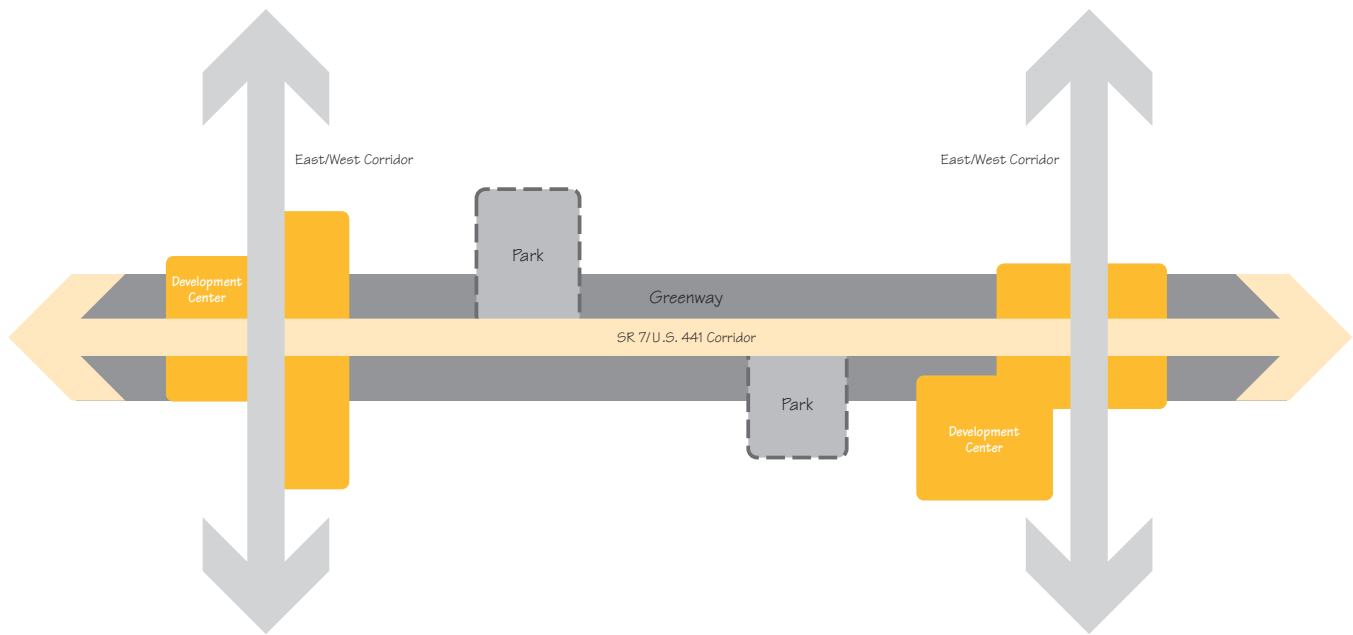 East/West Corridor
East/West Corridor
Park
Development
Center
Greenway
SR 7/U.S. 441 Corridor
Park
Development
Center